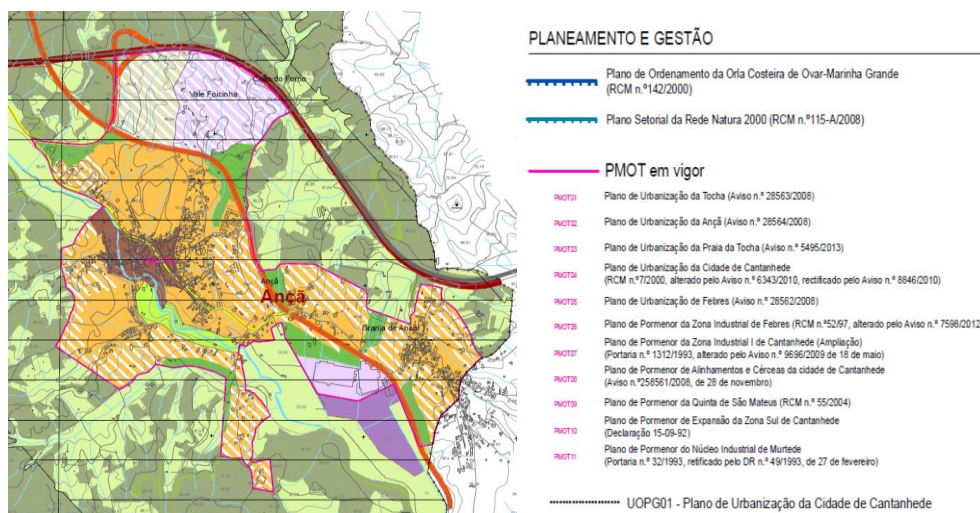 Chão do Forno
Vale Foicinha
Ançã
Ançã
Granja de Ançã
PLANEAMENTO E GESTÃO
Plano de Ordenamento da Orla Costeira de Ovar-Marinha Grande
(RCM n.º142/2000)
Plano Setorial da Rede Natura 2000 (RCM n.º115-A/2008)
PMOT em vigor
PMOT01 Plano de Urbanização da Tocha (Aviso n.º 28563/2008)
PMOT02 Plano de Urbanização da Ançã (Aviso n.º 28564/2008)
PMOT03 Plano de Urbanização da Praia da Tocha (Aviso n.º 5495/2013)
PMOT04 Plano de Urbanização da Cidade de Cantanhede
(RCM n.º7/2000, alterado pelo Aviso n.º 6343/2010, rectificado pelo Aviso n.º 8846/2010)
PMOT05 Plano de Urbanização de Febres (Aviso n.º 28562/2008)
PMOT06 Plano de Pormenor da Zona Industrial de Febres (RCM nº52/97, alterado pelo Aviso n.º 7598/2012
PMOT07 Plano de Pormenor da Zona Industrial I de Cantanhede (Ampliação)
(Portaria n.º 1312/1993, alterado pelo Aviso n.º 9696/2009 de 18 de maio)
PMOT08 Plano de Pormenor de Alinhamentos e Cérceas da cidade de Cantanhede
(Aviso n.º258561/2008, de 28 de novembro)
PMOT09 Plano de Pormenor da Quinta de São Mateus (RCM n.º 55/2004)
PMOT10 Plano de Pormenor de Expansão da Zona Sul de Cantanhede
(Declaração 15-09-92)
PMOT11 Plano de Pormenor do Núcleo Industrial de Murtede
(Portaria n.º 32/1993, retificado pelo DR n.º 49/1993, de 27 de fevereiro)
UOPG01 - Plano de Urbanização da Cidade de Cantanhede